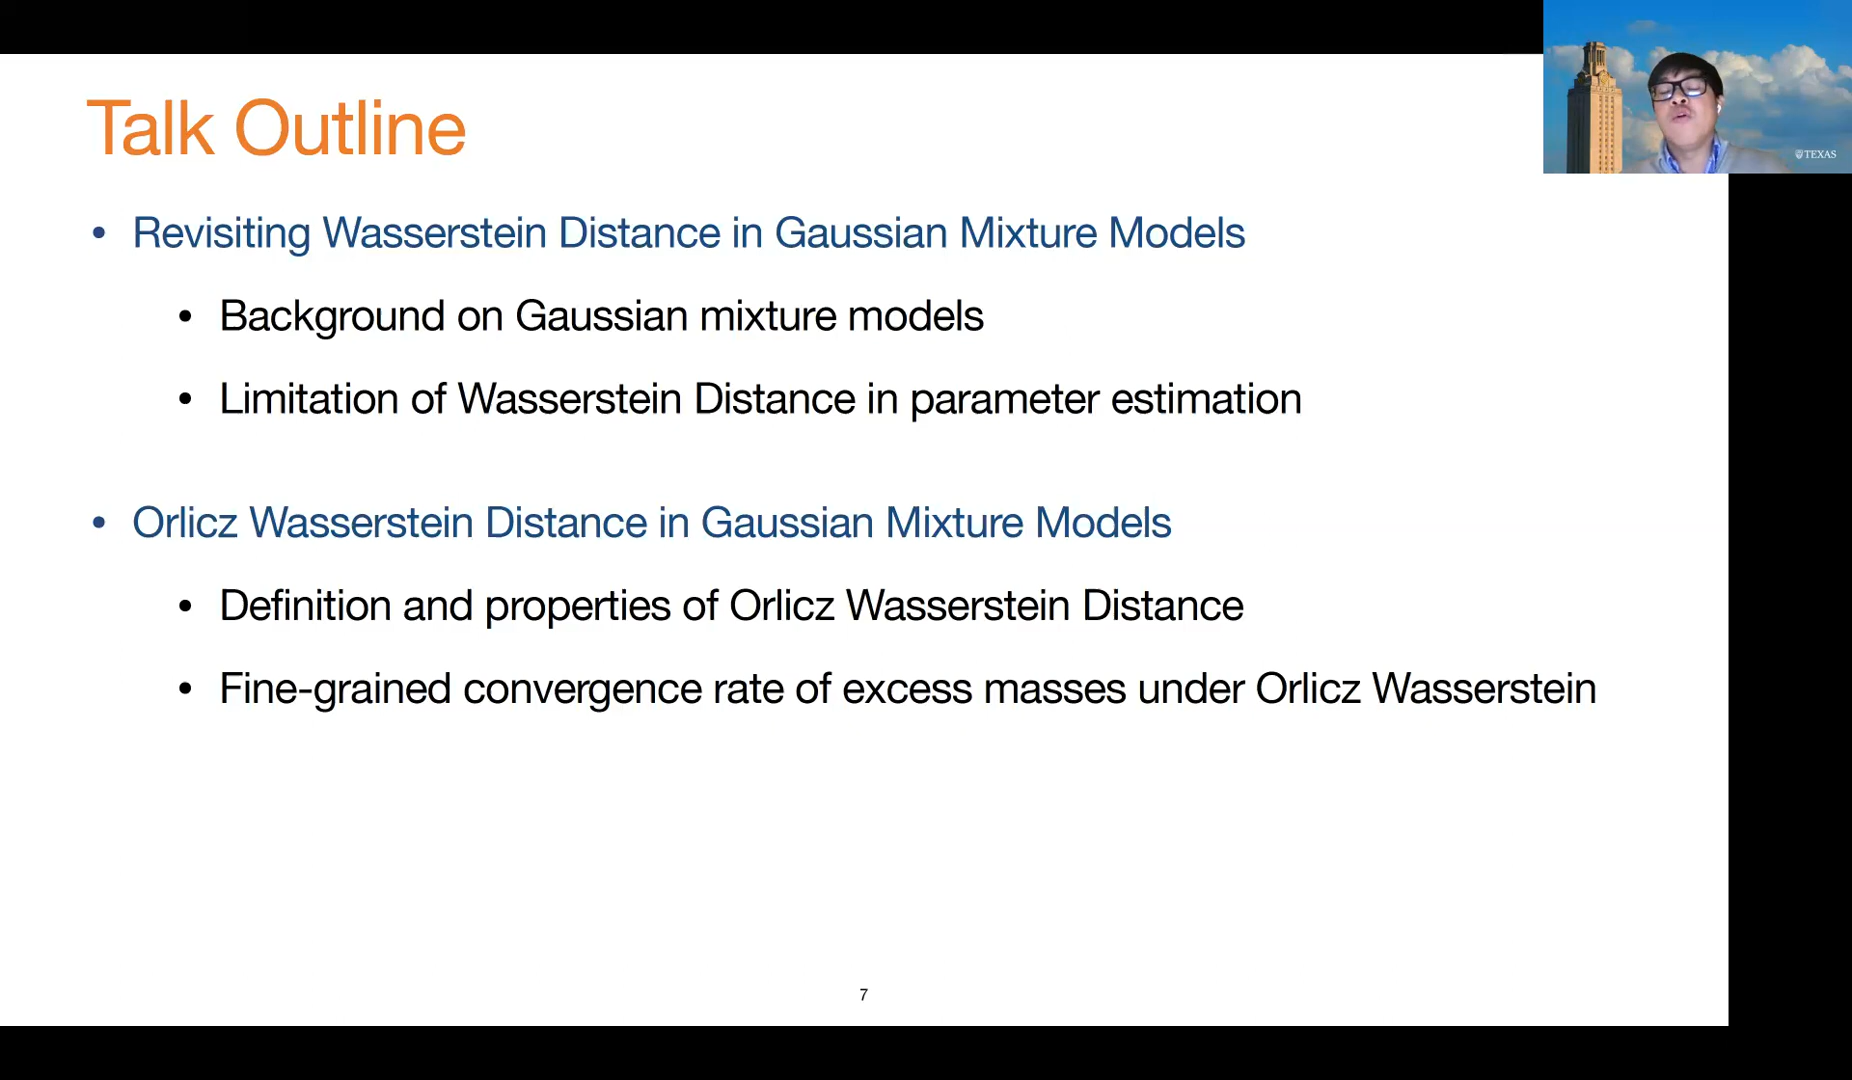 Talk Outline
TEXAS
• Revisiting Wasserstein Distance in Gaussian Mixture Models
• Background on Gaussian mixture models
• Limitation of Wasserstein Distance in parameter estimation
• Orlicz Wasserstein Distance in Gaussian Mixture Models
• Definition and properties of Orlicz Wasserstein Distance
• Fine-grained convergence rate of excess masses under Orlicz Wasserstein
7